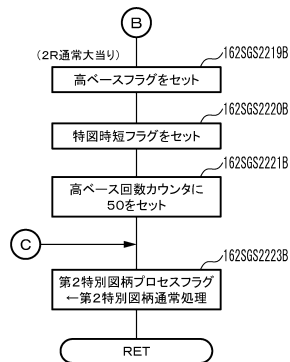 B
(2R通常大当り)
162SGS2219B
高ベースフラグをセット
162SGS2220B
特図時短フラグをセット
162SGS2221B
高ベース回数カウンタに
50をセット
C
162SGS2223B
第2特別図柄プロセスフラグ
←第2特別図柄通常処理
RET